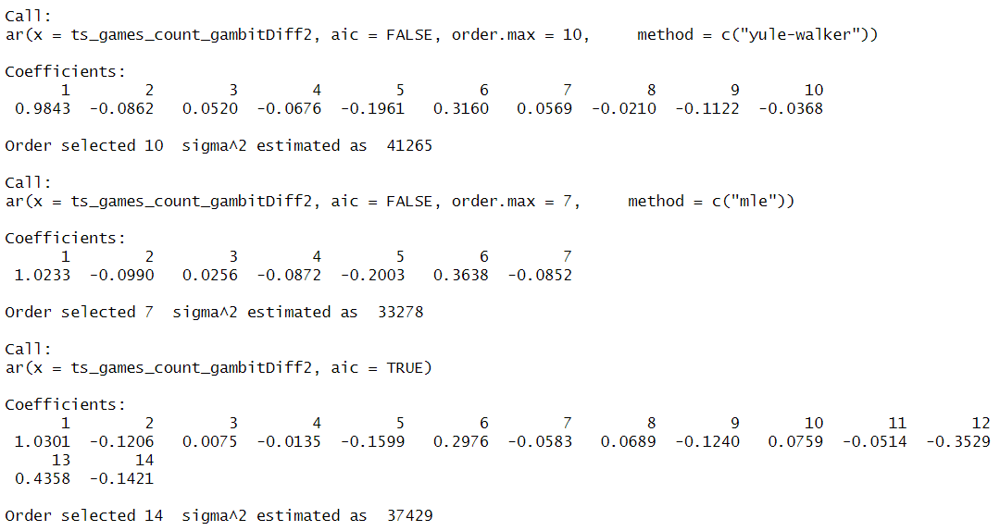 Call:
ar(x = ts_games_count_gambitDiff2, aic = FALSE, order.max = 10,     method = c("yule-walker"))
Coefficients:
      1        2        3        4        5        6        7        8        9       10
 0.9843  -0.0862   0.0520  -0.0676  -0.1961   0.3160   0.0569  -0.0210  -0.1122  -0.0368
Order selected 10  sigma^2 estimated as  41265
Call:
ar(x = ts_games_count_gambitDiff2, aic = FALSE, order.max = 7,     method = c("mle"))
Coefficients:
      1        2        3        4        5        6        7
 1.0233  -0.0990   0.0256  -0.0872  -0.2003   0.3638  -0.0852
Order selected 7  sigma^2 estimated as  33278
Call:
ar(x = ts_games_count_gambitDiff2, aic = TRUE)
Coefficients:
      1        2        3        4        5        6        7        8        9       10       11       12
 1.0301  -0.1206   0.0075  -0.0135  -0.1599   0.2976  -0.0583   0.0689  -0.1240   0.0759  -0.0514  -0.3529
     13       14
 0.4358  -0.1421
Order selected 14  sigma^2 estimated as  37429